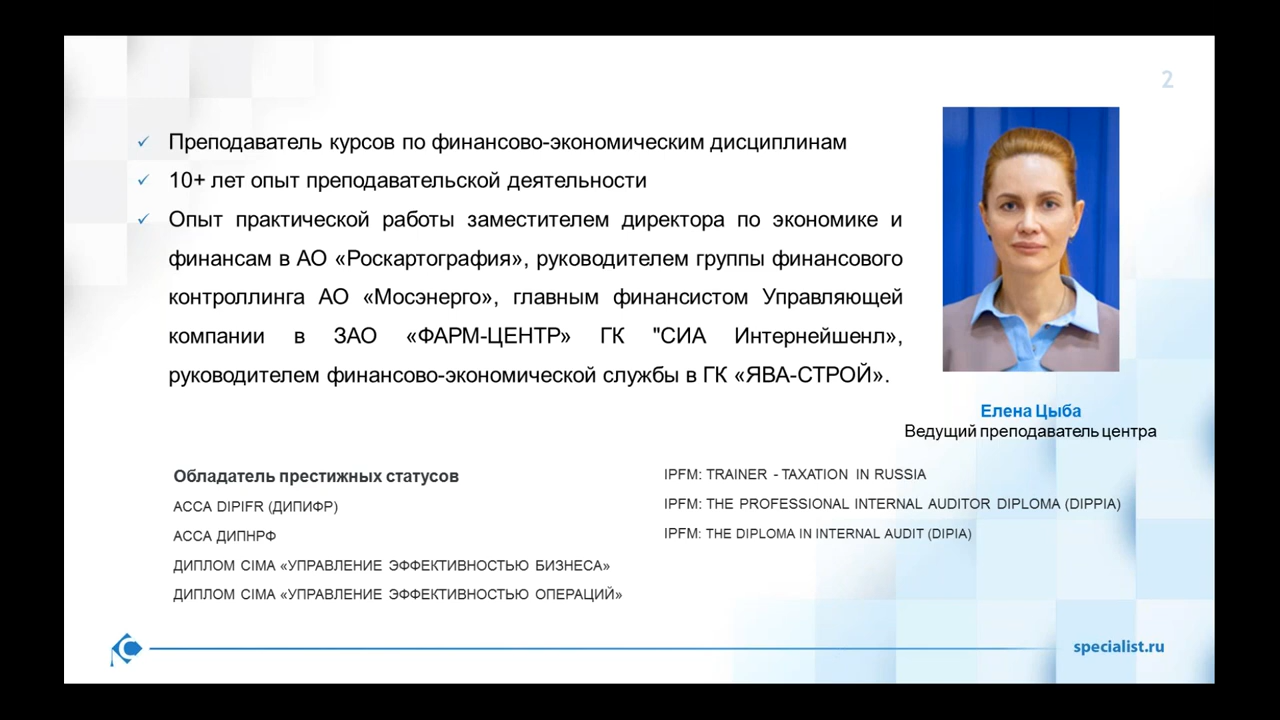 2
Преподаватель курсов по финансово-экономическим дисциплинам
10+ лет опыт преподавательской деятельности
Опыт практической работы заместителем директора по экономике и
финансам в АО «Роскартография», руководителем группы финансового
контроллинга АО «Мосэнерго», главным финансистом Управляющей
компании в ЗАО «ФАРМ-ЦЕНТР» ГК "СИА Интернейшенл»,
руководителем финансово-экономической службы в ГК «ЯВА-СТРОЙ».
Елена Цыба
Ведущий преподаватель центра
Обладатель престижных статусов
ACCA DIPIFR (ДИПИФР)
ACCA ДИПНРФ
ДИПЛОМ CIMA «УПРАВЛЕНИЕ ЭФФЕКТИВНОСТЬЮ БИЗНЕСА»
ДИПЛОМ CIMA «УПРАВЛЕНИЕ ЭФФЕКТИВНОСТЬЮ ОПЕРАЦИЙ»
IPFM: TRAINER - TAXATION IN RUSSIA
IPFM: THE PROFESSIONAL INTERNAL AUDITOR DIPLOMA (DIPPIA)
IPFM: THE DIPLOMA IN INTERNAL AUDIT (DIPIA)
specialist.ru